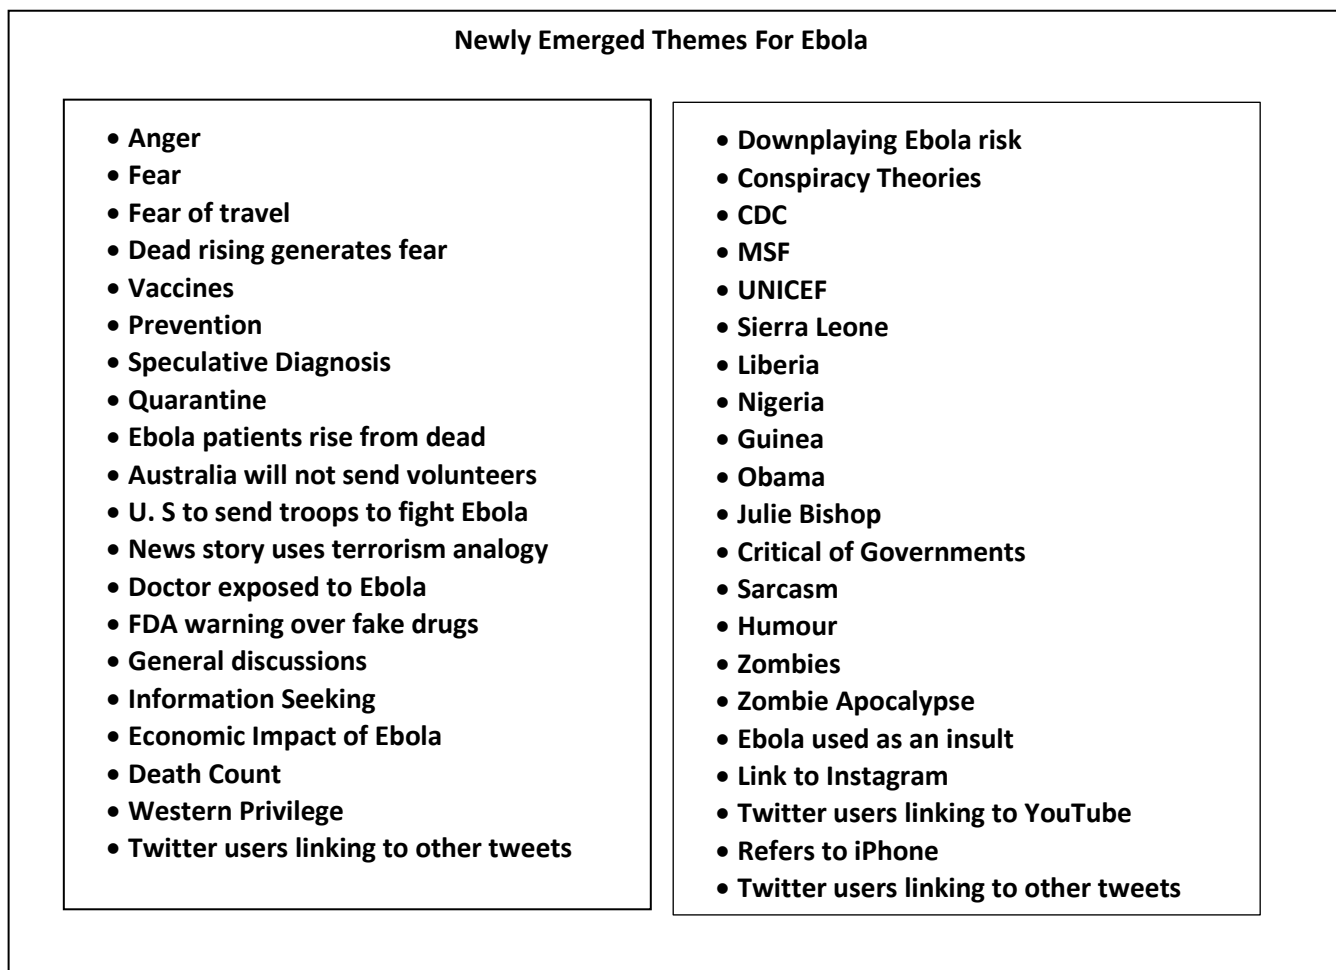 Newly Emerged Themes For Ebola
• Anger
• Fear
• Fear of travel
• Dead rising generates fear
• Vaccines
• Prevention
• Speculative Diagnosis
• Quarantine
• Ebola patients rise from dead
• Australia will not send volunteers
• U. S to send troops to fight Ebola
• News story uses terrorism analogy
• Doctor exposed to Ebola
• FDA warning over fake drugs
• General discussions
• Information Seeking
• Economic Impact of Ebola
• Death Count
• Western Privilege
• Twitter users linking to other tweets
• Downplaying Ebola risk
• Conspiracy Theories
• CDC
• MSF
• UNICEF
• Sierra Leone
• Liberia
• Nigeria
• Guinea
• Obama
• Julie Bishop
• Critical of Governments
• Sarcasm
• Humour
• Zombies
• Zombie Apocalypse
• Ebola used as an insult
• Link to Instagram
• Twitter users linking to YouTube
• Refers to iPhone
• Twitter users linking to other tweets